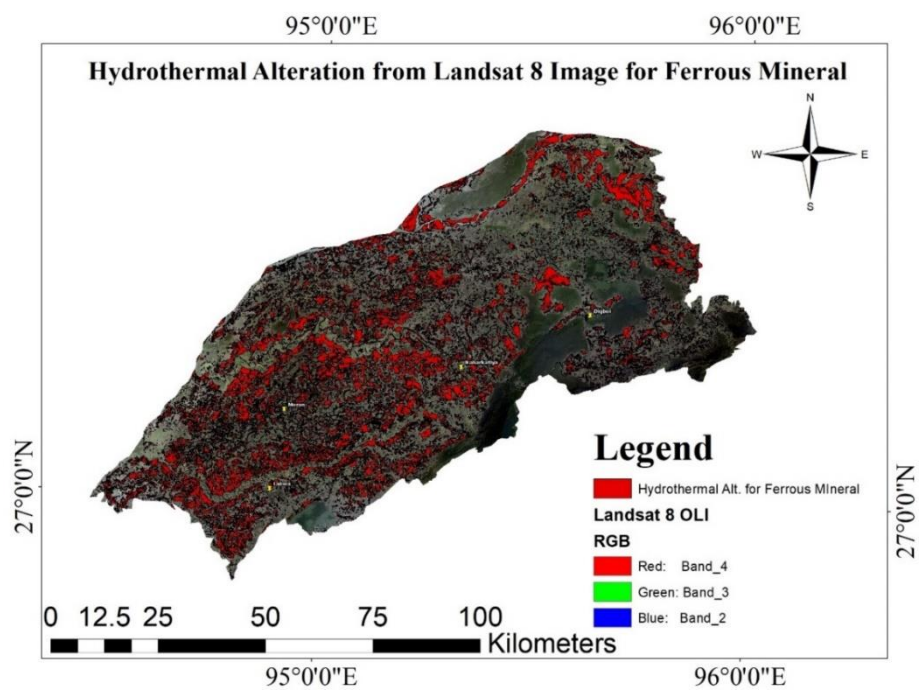 95°0'0"E
96°0'0"E
Hydrothermal Alteration from Landsat 8 Image for Ferrous Mineral
N
W
E
S
Digboi
27°0'0"N
27°0'0"N
Legend
Hydrothermal Alt. for Ferrous MIneral
Landsat 8 OLI
RGB
Red: Band_4
Green: Band_3
Blue: Band_2
0 12.5 25 50 75 100
Kilometers
95°0'0"E
96°0'0"E